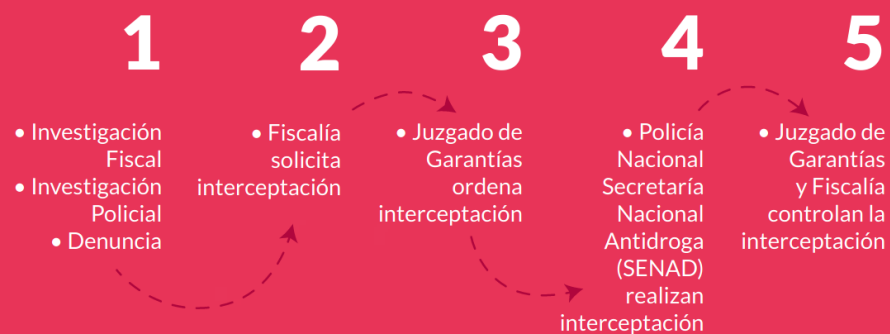 1
• Investigación
Fiscal
• Investigación
Policial
• Denuncia
2
• Fiscalía
solicita
interceptación
3
• Juzgado de
Garantías
ordena
interceptación
4
• Policía
Nacional
Secretaría
Nacional
Antidroga
(SENAD)
realizan
interceptación
5
• Juzgado de
Garantías
y Fiscalía
controlan la
interceptación